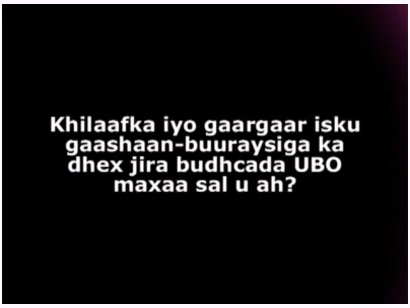 Khilaafka iyo gaargaar isku
gaashaan-buuraysiga ka
dhex jira budhcada UBO
maxaa sal u ah?